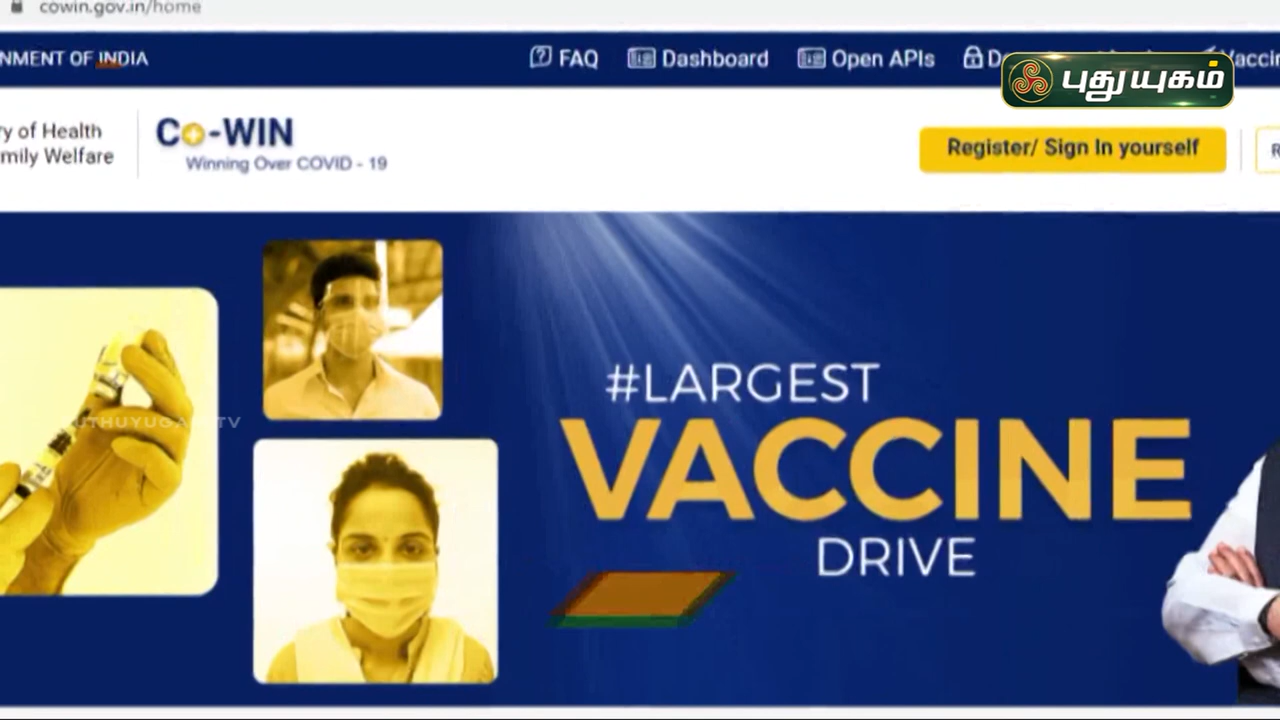 cowin.gov.in/home
NMENT OF INDIA
FAQ
Dashboard
Open APIs
புதுயுகம்
ry of Health
mily Welfare
Co-WIN
Winning Over COVID - 19
Register/ Sign In yourself
#LARGEST
VACCINE
DRIVE